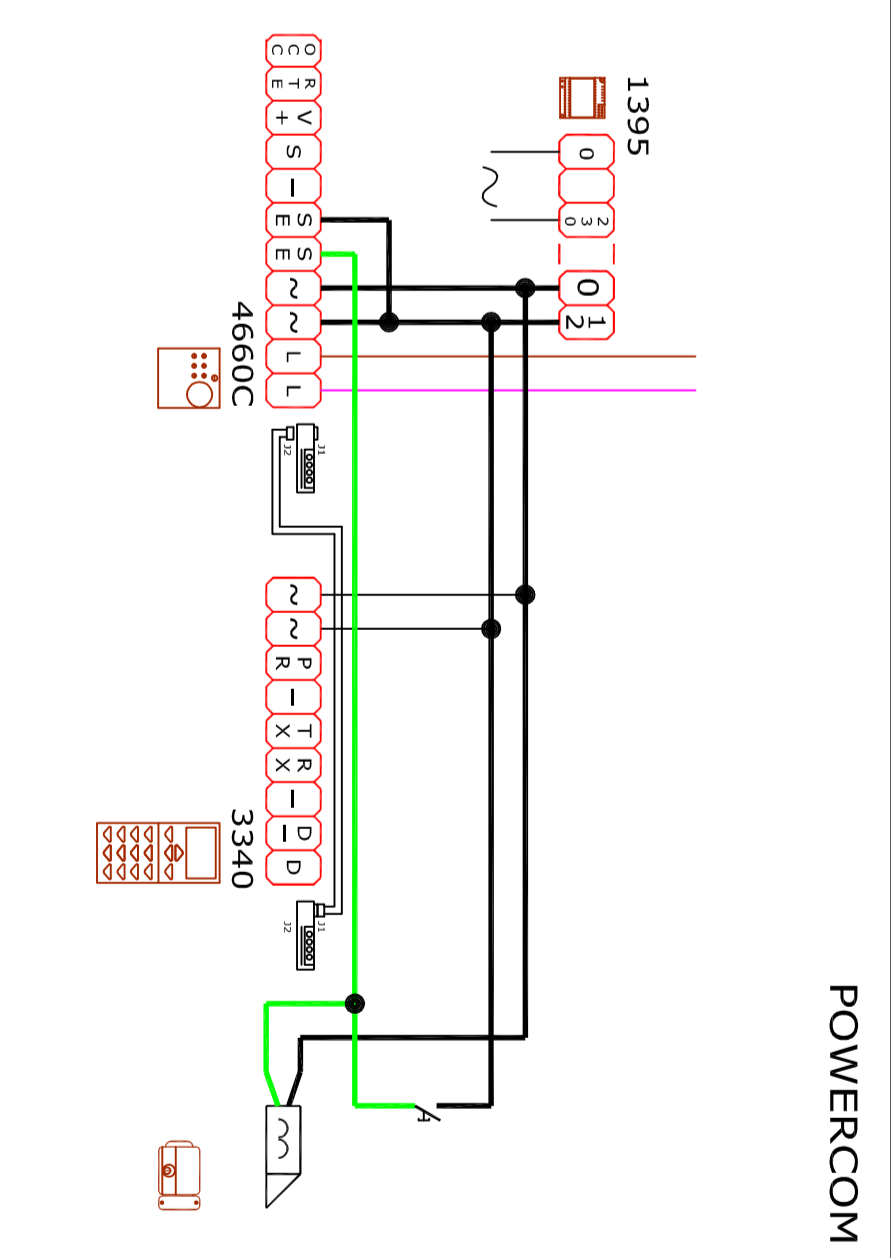 POWERCOM
1395
0
230
0
12
~
OCC
RTE
V+
S
–
SE
SE
~
~
L
L
J1
J2
4660C
~
~
PR
–
TX
RX
–
D–
D
J1
J2
3340